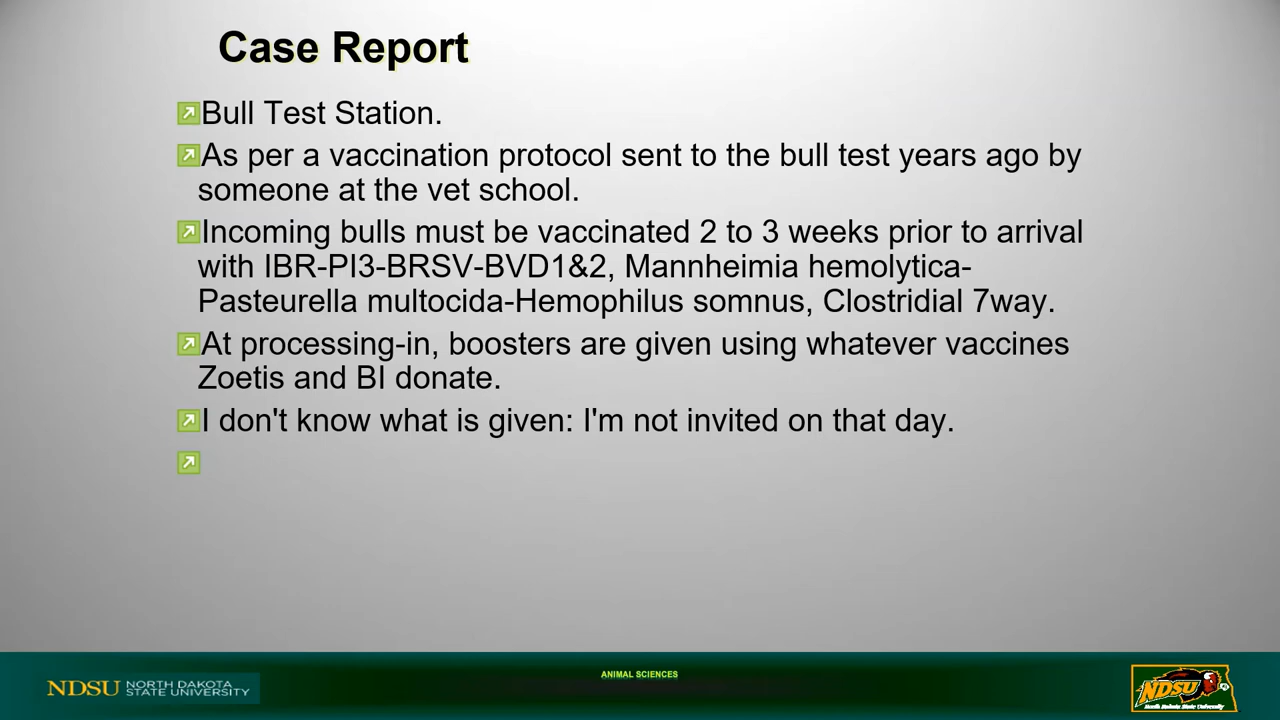 Case Report
Bull Test Station.
As per a vaccination protocol sent to the bull test years ago by
someone at the vet school.
Incoming bulls must be vaccinated 2 to 3 weeks prior to arrival
with IBR-PI3-BRSV-BVD1&2, Mannheimia hemolytica-
Pasteurella multocida-Hemophilus somnus, Clostridial 7way.
At processing-in, boosters are given using whatever vaccines
Zoetis and BI donate.
I don't know what is given: I'm not invited on that day.
ANIMAL SCIENCES
NDSU NORTH DAKOTA
STATE UNIVERSITY
NDSU
North Dakota State University